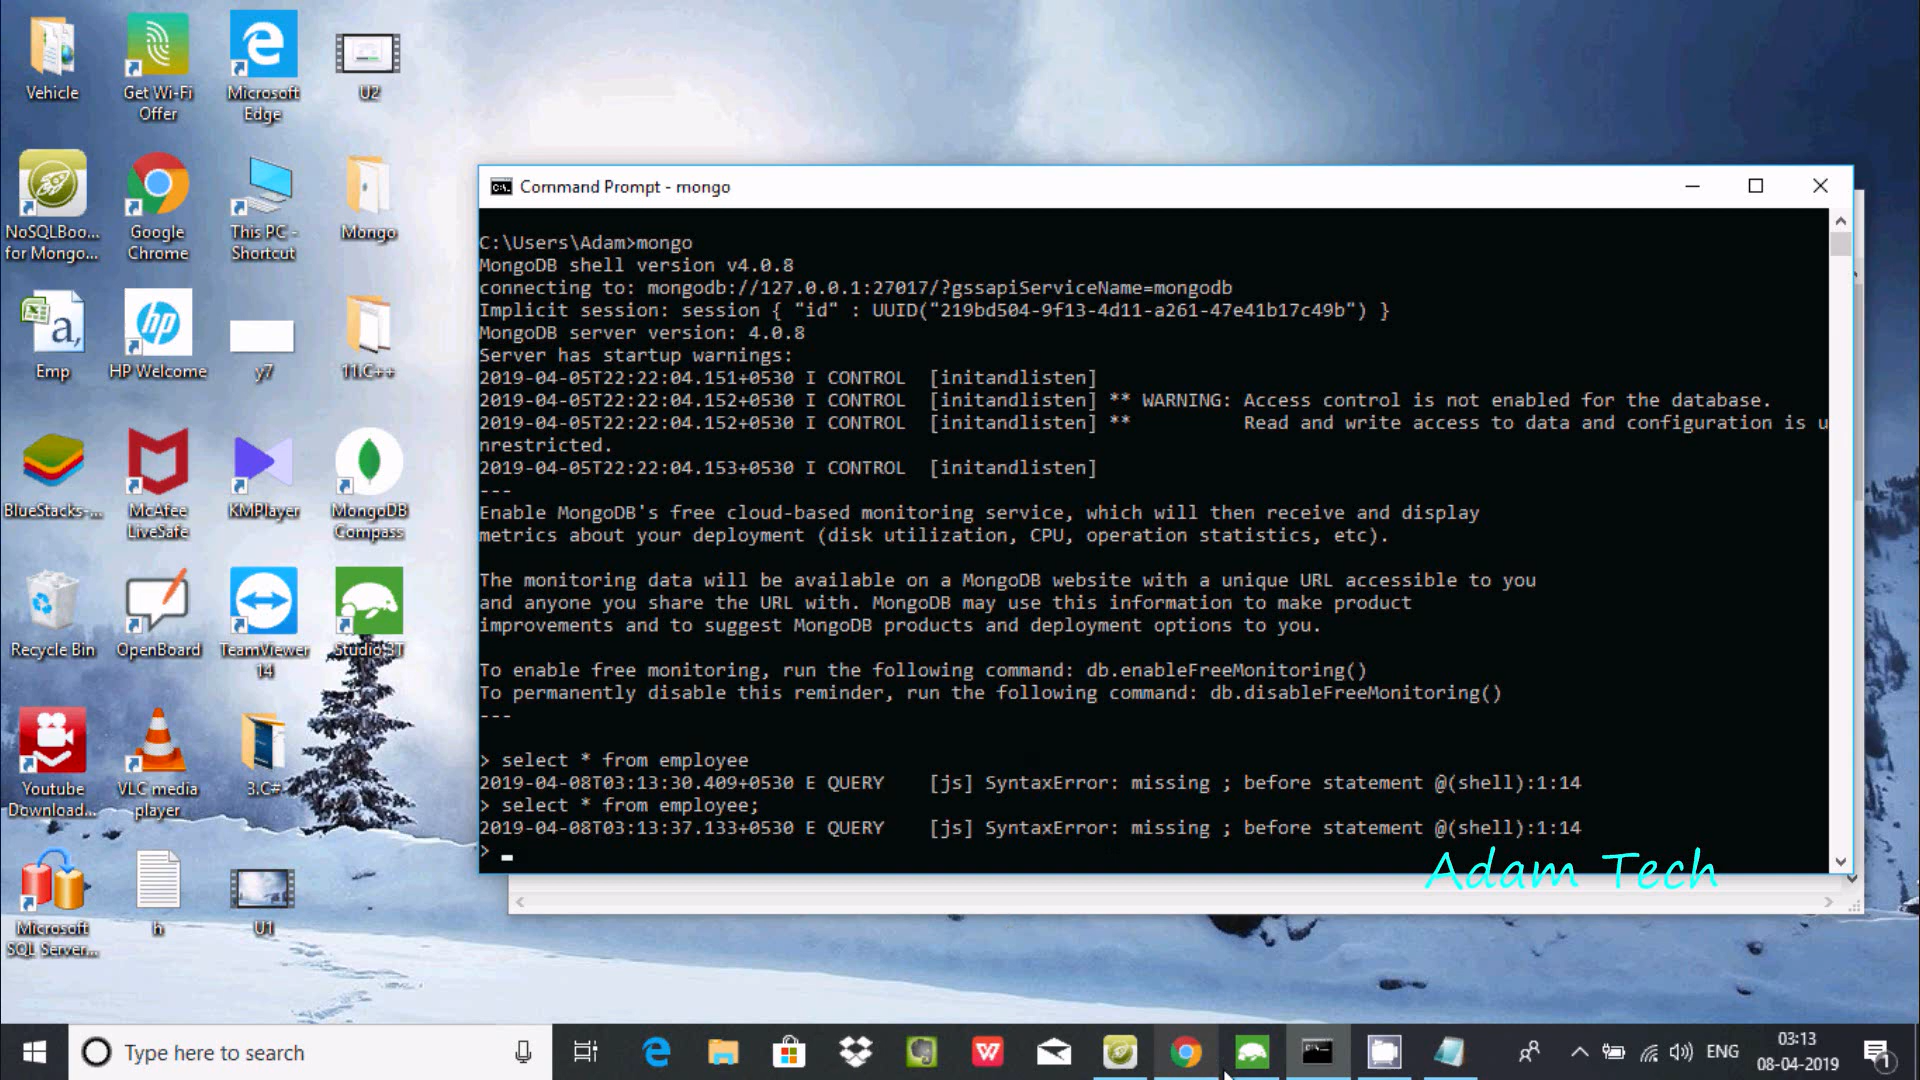 Vehicle
Get Wi-Fi
Offer
Microsoft
Edge
U2
NoSQLBoo...
for Mongo...
Google
Chrome
This PC -
Shortcut
Mongo
Emp
HP Welcome
y7
11.C++
BlueStacks-...
McAfee
LiveSafe
KMPlayer
MongoDB
Compass
Recycle Bin
OpenBoard
TeamViewer
14
Studio 3T
Youtube
Download...
VLC media
player
3.C#
Microsoft
SQL Server...
h
U1
Command Prompt - mongo
C:\Users\Adam>mongo
MongoDB shell version v4.0.8
connecting to: mongodb://127.0.0.1:27017/?gssapiServiceName=mongodb
Implicit session: session { "id" : UUID("219bd504-9f13-4d11-a261-47e41b17c49b") }
MongoDB server version: 4.0.8
Server has startup warnings:
2019-04-05T22:22:04.151+0530 I CONTROL  [initandlisten]
2019-04-05T22:22:04.152+0530 I CONTROL  [initandlisten] ** WARNING: Access control is not enabled for the database.
2019-04-05T22:22:04.152+0530 I CONTROL  [initandlisten] **          Read and write access to data and configuration is u
nrestricted.
2019-04-05T22:22:04.153+0530 I CONTROL  [initandlisten]
---
Enable MongoDB's free cloud-based monitoring service, which will then receive and display
metrics about your deployment (disk utilization, CPU, operation statistics, etc).
The monitoring data will be available on a MongoDB website with a unique URL accessible to you
and anyone you share the URL with. MongoDB may use this information to make product
improvements and to suggest MongoDB products and deployment options to you.
To enable free monitoring, run the following command: db.enableFreeMonitoring()
To permanently disable this reminder, run the following command: db.disableFreeMonitoring()
---
> select * from employee
2019-04-08T03:13:30.409+0530 E QUERY    [js] SyntaxError: missing ; before statement @(shell):1:14
> select * from employee;
2019-04-08T03:13:37.133+0530 E QUERY    [js] SyntaxError: missing ; before statement @(shell):1:14
>
Adam Tech
Type here to search
ENG
03:13
08-04-2019
1